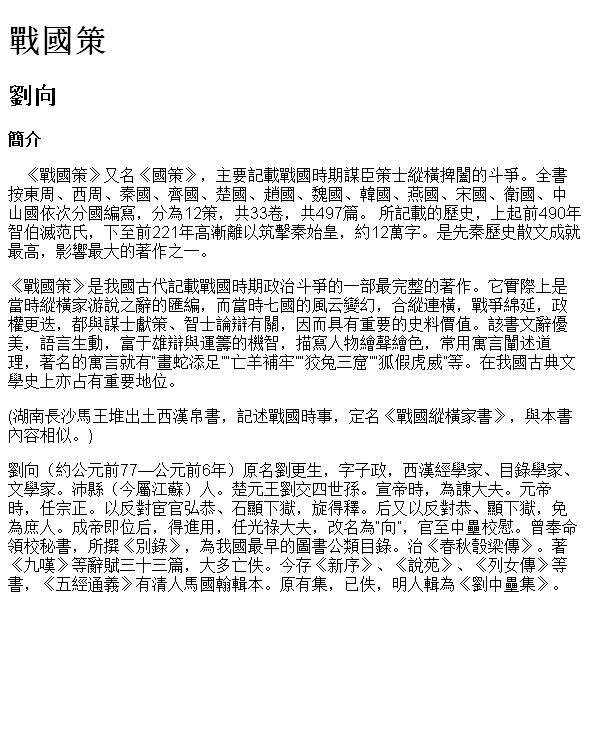 戰國策
劉向
簡介
《戰國策》又名《國策》，主要記載戰國時期謀臣策士縱橫捭闔的斗爭。全書
按東周、西周、秦國、齊國、楚國、趙國、魏國、韓國、燕國、宋國、衛國、中
山國依次分國編寫，分為12策，共33卷，共497篇。 所記載的歷史，上起前490年
智伯滅范氏，下至前221年高漸離以筑擊秦始皇，約12萬字。是先秦歷史散文成就
最高，影響最大的著作之一。
《戰國策》是我國古代記載戰國時期政治斗爭的一部最完整的著作。它實際上是
當時縱橫家游說之辭的匯編，而當時七國的風云變幻，合縱連橫，戰爭綿延，政
權更迭，都與謀士獻策、智士論辯有關，因而具有重要的史料價值。該書文辭優
美，語言生動，富于雄辯與運籌的機智，描寫人物繪聲繪色，常用寓言闡述道
理，著名的寓言就有"畫蛇添足""亡羊補牢""狡兔三窟""狐假虎威"等。在我國古典文
學史上亦占有重要地位。
(湖南長沙馬王堆出土西漢帛書，記述戰國時事，定名《戰國縱橫家書》，與本書
內容相似。)
劉向（約公元前77—公元前6年）原名劉更生，字子政，西漢經學家、目錄學家、
文學家。沛縣（今屬江蘇）人。楚元王劉交四世孫。宣帝時，為諫大夫。元帝
時，任宗正。以反對宦官弘恭、石顯下獄，旋得釋。后又以反對恭、顯下獄，免
為庶人。成帝即位后，得進用，任光祿大夫，改名為"向"，官至中壘校慰。曾奉命
領校秘書，所撰《別錄》，為我國最早的圖書公類目錄。治《春秋彀梁傳》。著
《九嘆》等辭賦三十三篇，大多亡佚。今存《新序》、《說苑》、《列女傳》等
書，《五經通義》有清人馬國翰輯本。原有集，已佚，明人輯為《劉中壘集》。